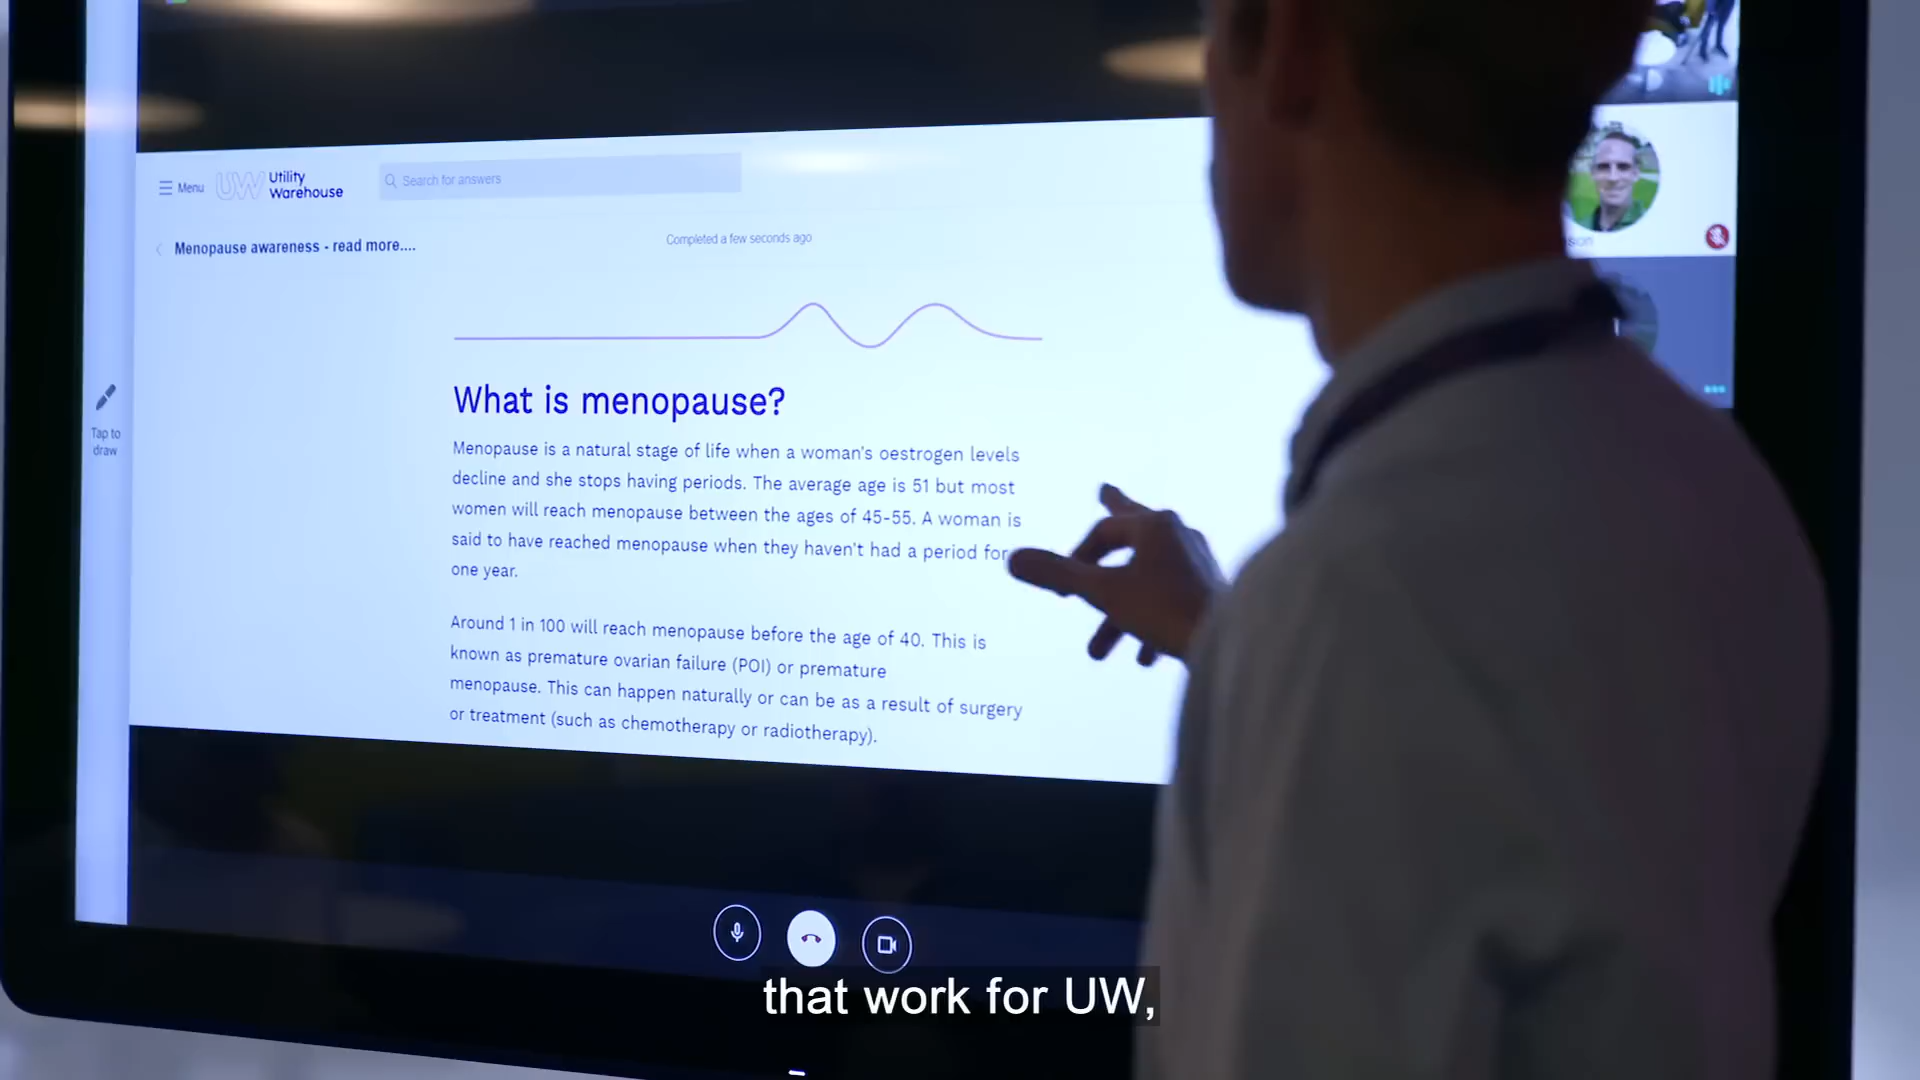 Menu
UW
Utility
Warehouse
Search for answers
Menopause awareness - read more....
Completed a few seconds ago
Tap to
draw
What is menopause?
Menopause is a natural stage of life when a woman's oestrogen levels
decline and she stops having periods. The average age is 51 but most
women will reach menopause between the ages of 45-55. A woman is
said to have reached menopause when they haven't had a period for
one year.
Around 1 in 100 will reach menopause before the age of 40. This is
known as premature ovarian failure (POI) or premature
menopause. This can happen naturally or can be as a result of surgery
or treatment (such as chemotherapy or radiotherapy).
that work for UW,